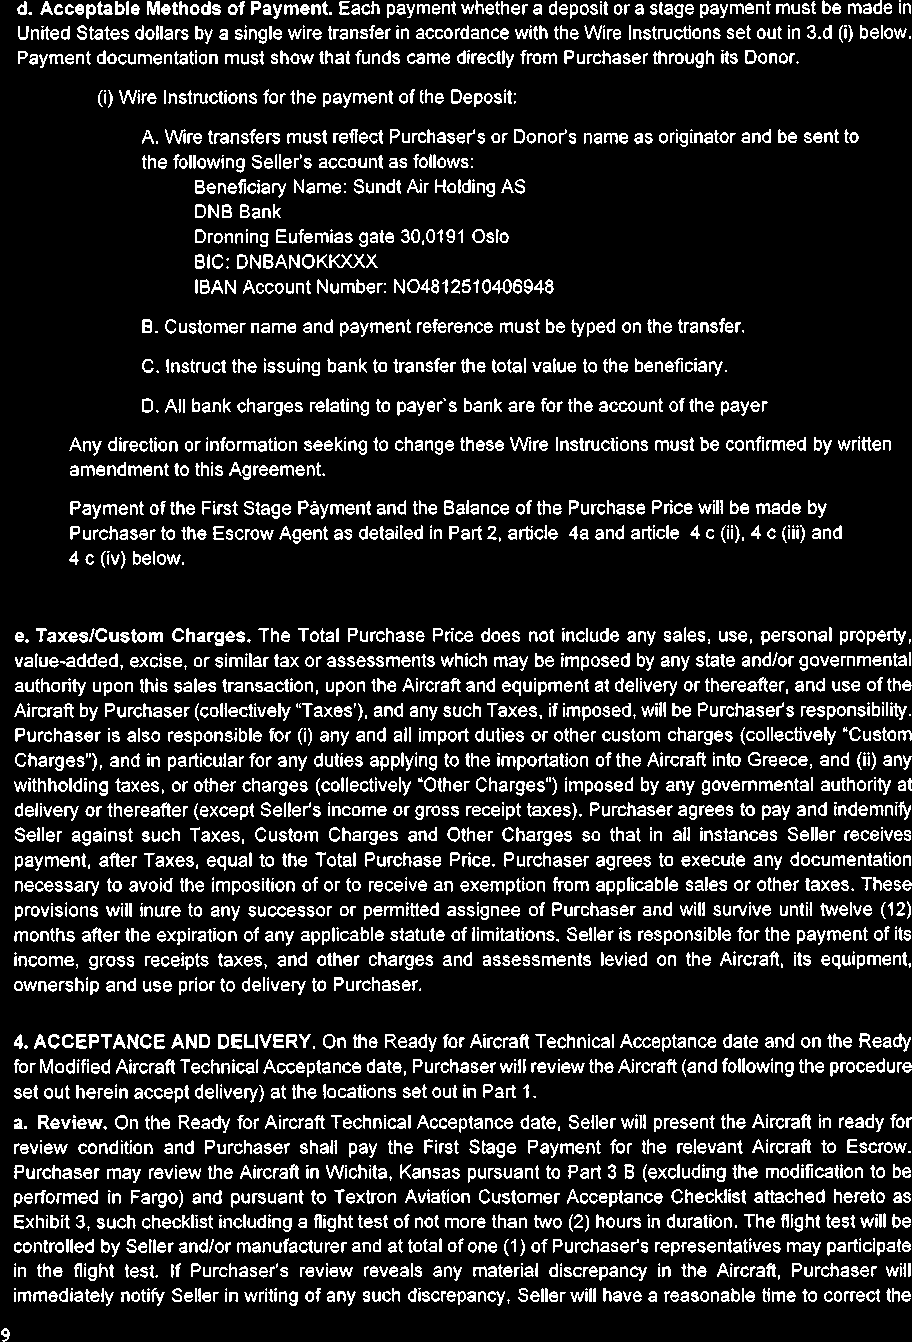 d. Acceptable Methods of Payment. Each payment whether a deposit or a stage payment must be made in
United States dollars by a single wire transfer in accordance with the Wire Instructions set out in 3.d (i) below.
Payment documentation must show that funds came directly from Purchaser through its Donor.
(i) Wire Instructions for the payment of the Deposit:
A. Wire transfers must reflect Purchaser's or Donor's name as originator and be sent to
the following Seller's account as follows:
Beneficiary Name: Sundt Air Holding AS
DNB Bank
Dronning Eufemias gate 30,0191 Oslo
BIC: DNBANOKKXXX
IBAN Account Number: NO4812510406948
B. Customer name and payment reference must be typed on the transfer.
C. Instruct the issuing bank to transfer the total value to the beneficiary.
D. All bank charges relating to payer's bank are for the account of the payer
Any direction or information seeking to change these Wire Instructions must be confirmed by written
amendment to this Agreement.
Payment of the First Stage Payment and the Balance of the Purchase Price will be made by
Purchaser to the Escrow Agent as detailed in Part 2, article 4a and article 4 c (ii), 4 c (iii) and
4 c (iv) below.
e. Taxes/Custom Charges. The Total Purchase Price does not include any sales, use, personal property,
value-added, excise, or similar tax or assessments which may be imposed by any state and/or governmental
authority upon this sales transaction, upon the Aircraft and equipment at delivery or thereafter, and use of the
Aircraft by Purchaser (collectively "Taxes'), and any such Taxes, if imposed, will be Purchaser's responsibility.
Purchaser is also responsible for (i) any and all import duties or other custom charges (collectively "Custom
Charges"), and in particular for any duties applying to the importation of the Aircraft into Greece, and (ii) any
withholding taxes, or other charges (collectively "Other Charges") imposed by any governmental authority at
delivery or thereafter (except Seller's income or gross receipt taxes). Purchaser agrees to pay and indemnify
Seller against such Taxes, Custom Charges and Other Charges so that in all instances Seller receives
payment, after Taxes, equal to the Total Purchase Price. Purchaser agrees to execute any documentation
necessary to avoid the imposition of or to receive an exemption from applicable sales or other taxes. These
provisions will inure to any successor or permitted assignee of Purchaser and will survive until twelve (12)
months after the expiration of any applicable statute of limitations. Seller is responsible for the payment of its
income, gross receipts taxes, and other charges and assessments levied on the Aircraft, its equipment,
ownership and use prior to delivery to Purchaser.
4. ACCEPTANCE AND DELIVERY. On the Ready for Aircraft Technical Acceptance date and on the Ready
for Modified Aircraft Technical Acceptance date, Purchaser will review the Aircraft (and following the procedure
set out herein accept delivery) at the locations set out in Part 1.
a. Review. On the Ready for Aircraft Technical Acceptance date, Seller will present the Aircraft in ready for
review condition and Purchaser shall pay the First Stage Payment for the relevant Aircraft to Escrow.
Purchaser may review the Aircraft in Wichita, Kansas pursuant to Part 3 B (excluding the modification to be
performed in Fargo) and pursuant to Textron Aviation Customer Acceptance Checklist attached hereto as
Exhibit 3, such checklist including a flight test of not more than two (2) hours in duration. The flight test will be
controlled by Seller and/or manufacturer and at total of one (1) of Purchaser's representatives may participate
in the flight test. If Purchaser's review reveals any material discrepancy in the Aircraft, Purchaser will
immediately notify Seller in writing of any such discrepancy, Seller will have a reasonable time to correct the
9